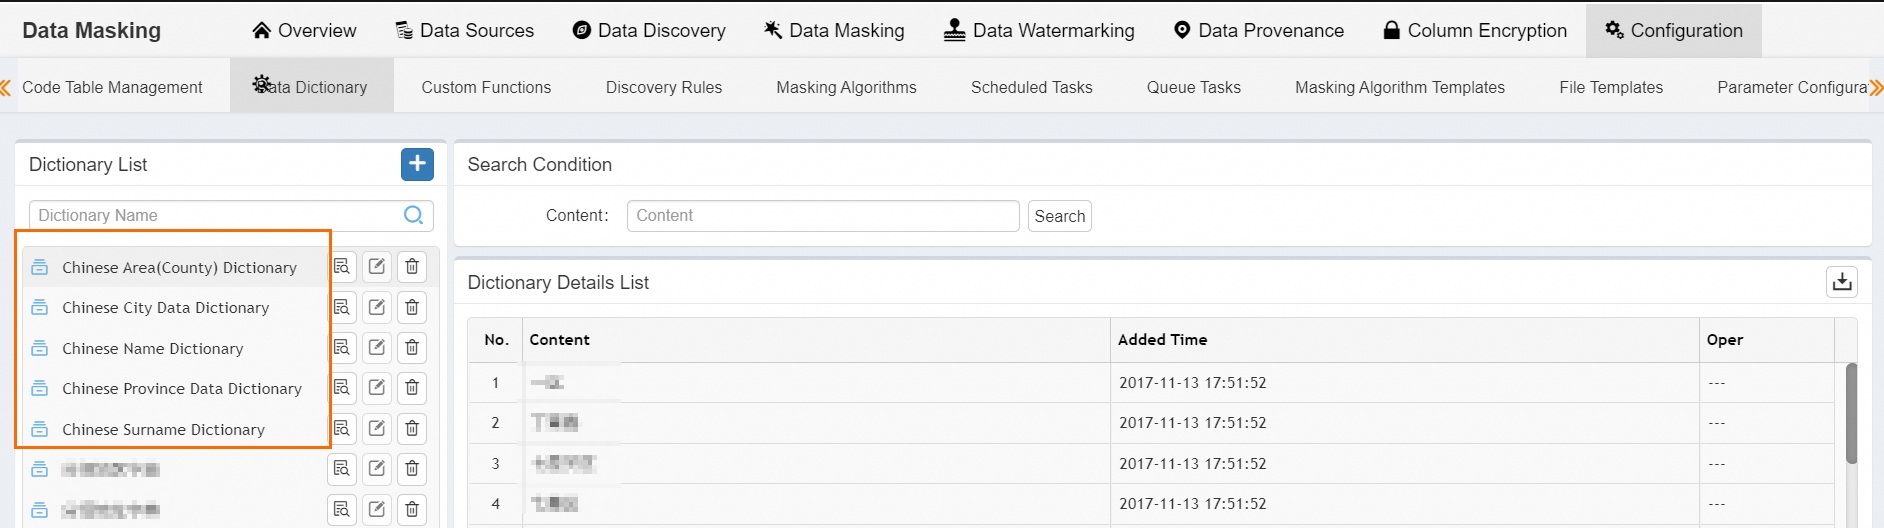 Data Masking
Overview
Data Sources
Data Discovery
Data Masking
Data Watermarking
Data Provenance
Column Encryption
Configuration
Code Table Management
Data Dictionary
Custom Functions
Discovery Rules
Masking Algorithms
Scheduled Tasks
Queue Tasks
Masking Algorithm Templates
File Templates
Parameter Configura
Dictionary List
Dictionary Name
Chinese Area(County) Dictionary
Chinese City Data Dictionary
Chinese Name Dictionary
Chinese Province Data Dictionary
Chinese Surname Dictionary
Search Condition
Content: Content Search
Dictionary Details List
No. Content Added Time Oper
1 2017-11-13 17:51:52 ---
2 2017-11-13 17:51:52 ---
3 2017-11-13 17:51:52 ---
4 2017-11-13 17:51:52 ---